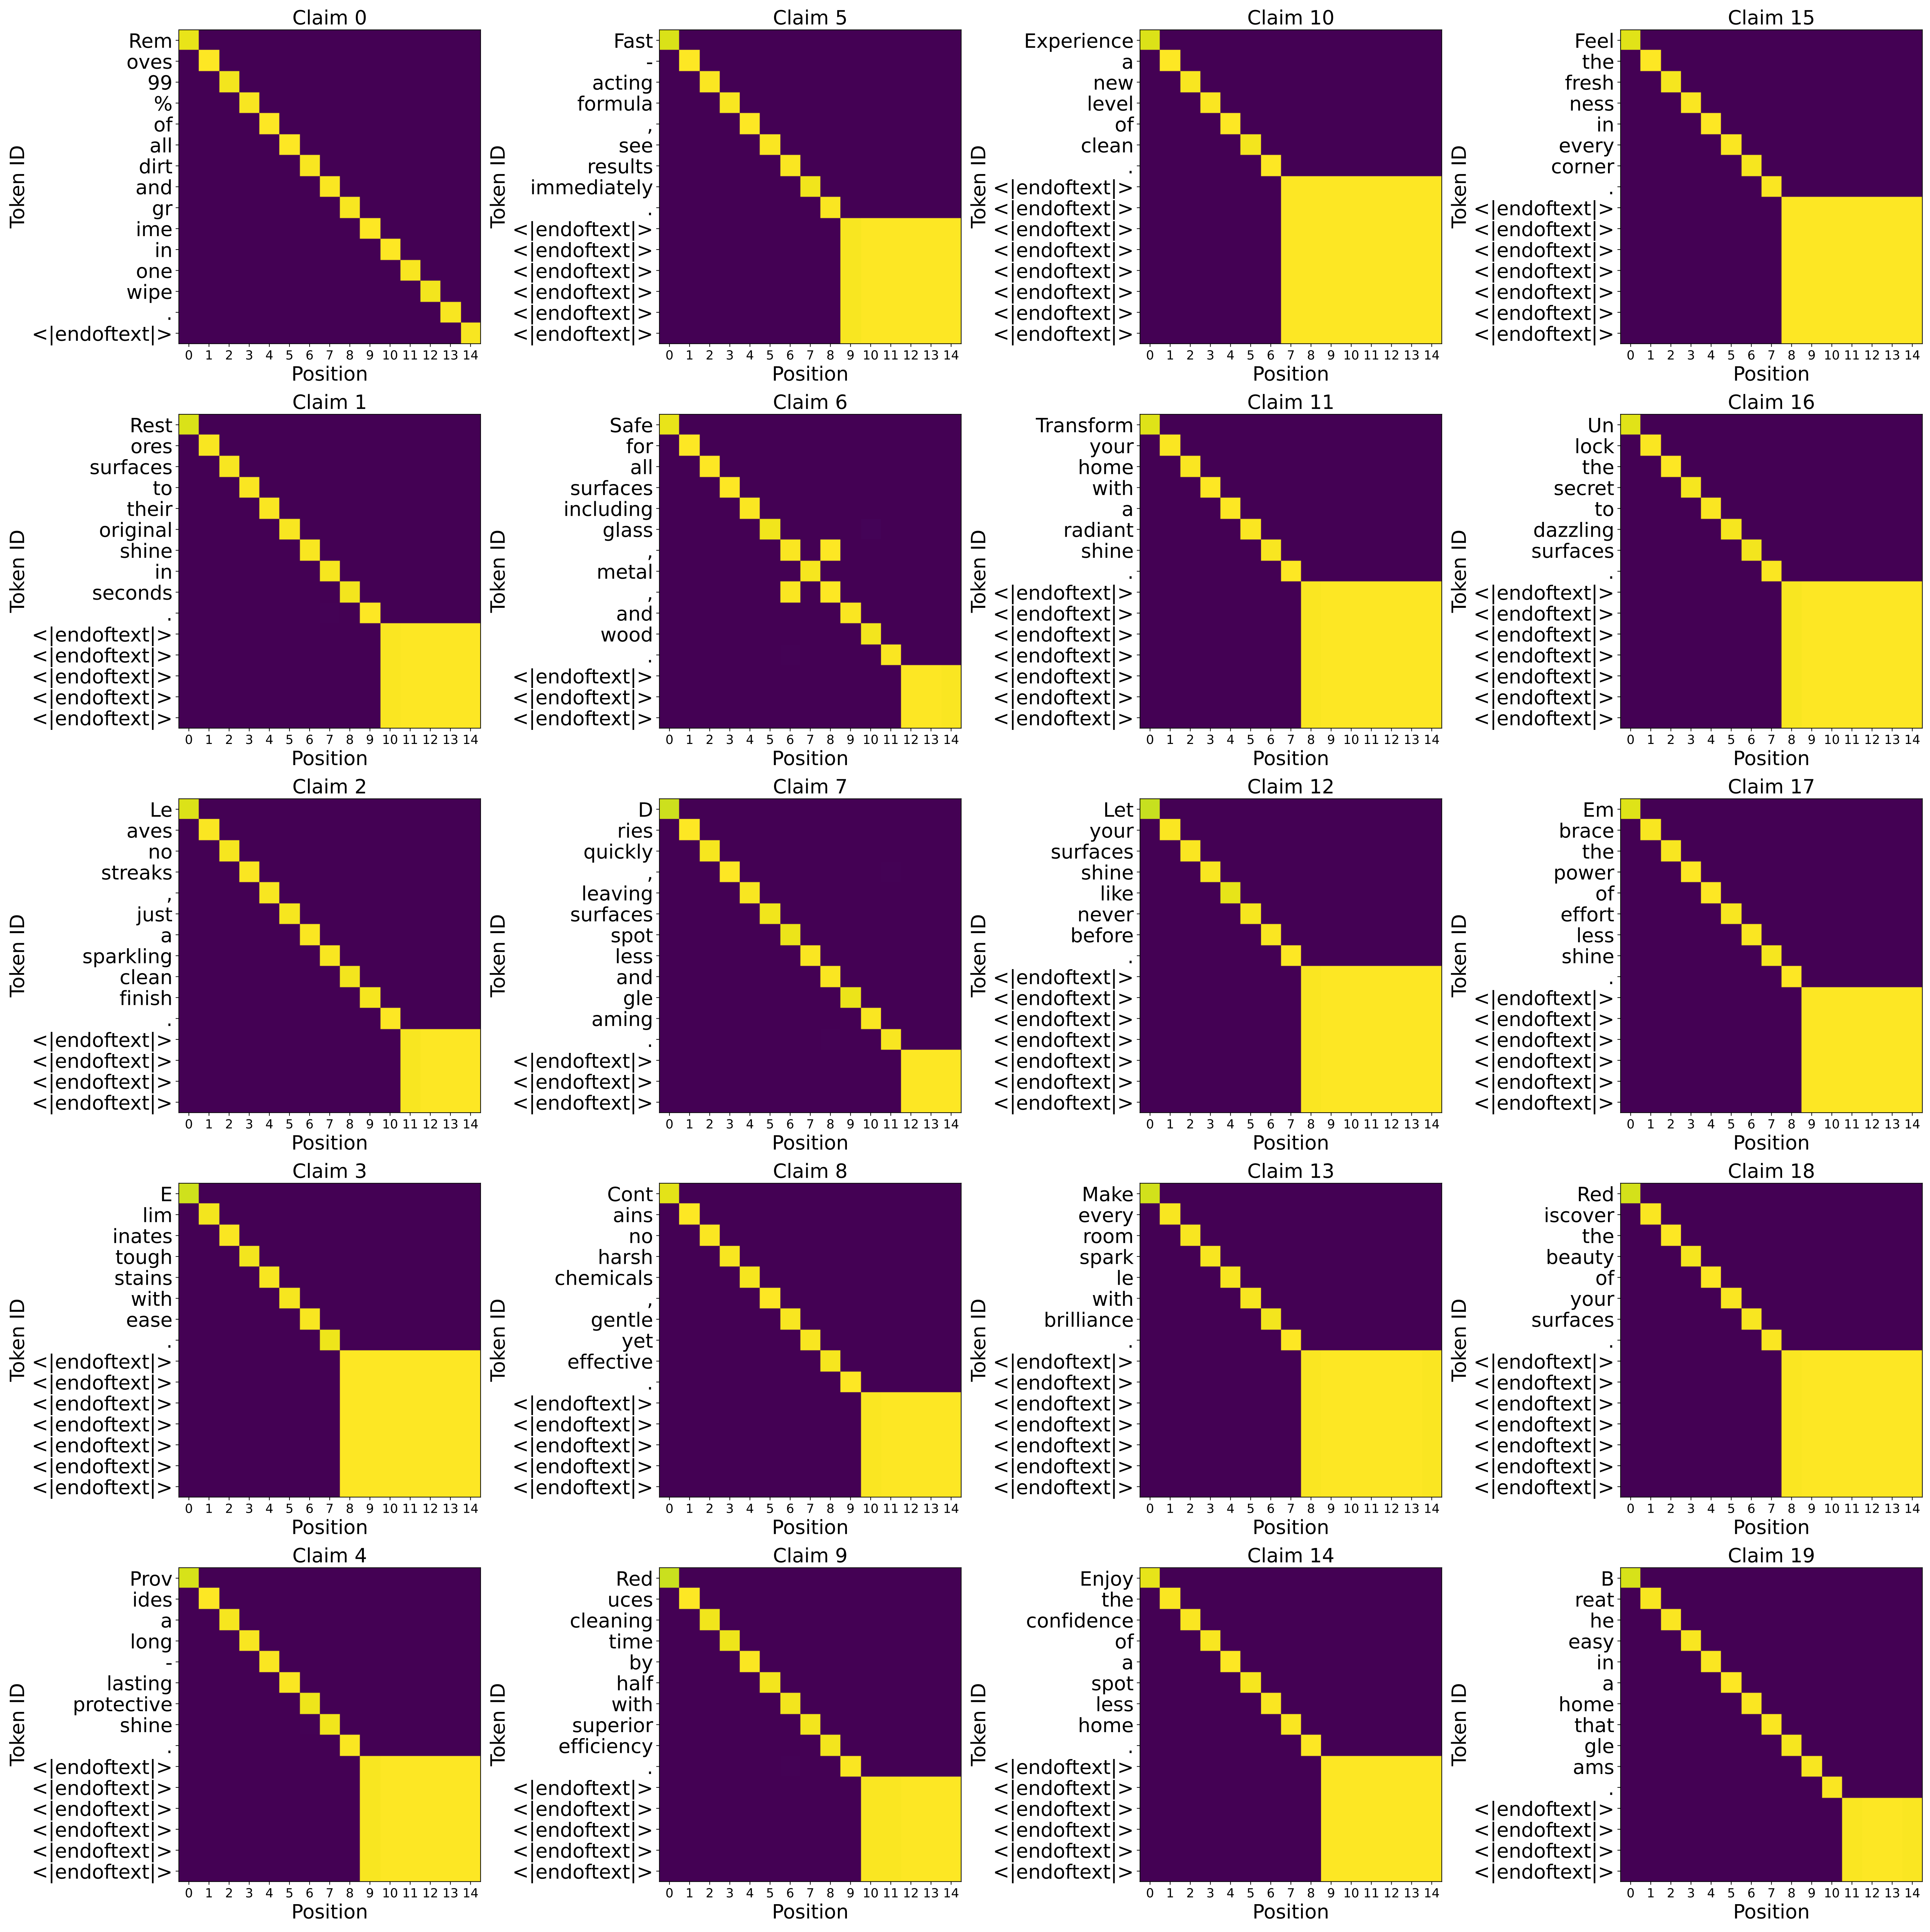 Claim 0
Token ID
Rem
oves
99
%
of
all
dirt
and
gr
ime
in
one
wipe
.
<|endoftext|>
0 1 2 3 4 5 6 7 8 9 10 11 12 13 14
Position
Claim 5
Token ID
Fast
-
acting
formula
,
see
results
immediately
.
<|endoftext|>
<|endoftext|>
<|endoftext|>
<|endoftext|>
<|endoftext|>
<|endoftext|>
0 1 2 3 4 5 6 7 8 9 10 11 12 13 14
Position
Claim 10
Token ID
Experience
a
new
level
of
clean
.
<|endoftext|>
<|endoftext|>
<|endoftext|>
<|endoftext|>
<|endoftext|>
<|endoftext|>
<|endoftext|>
<|endoftext|>
0 1 2 3 4 5 6 7 8 9 10 11 12 13 14
Position
Claim 15
Token ID
Feel
the
fresh
ness
in
every
corner
.
<|endoftext|>
<|endoftext|>
<|endoftext|>
<|endoftext|>
<|endoftext|>
<|endoftext|>
<|endoftext|>
0 1 2 3 4 5 6 7 8 9 10 11 12 13 14
Position
Claim 1
Token ID
Rest
ores
surfaces
to
their
original
shine
in
seconds
.
<|endoftext|>
<|endoftext|>
<|endoftext|>
<|endoftext|>
<|endoftext|>
0 1 2 3 4 5 6 7 8 9 10 11 12 13 14
Position
Claim 6
Token ID
Safe
for
all
surfaces
including
glass
,
metal
,
and
wood
.
<|endoftext|>
<|endoftext|>
<|endoftext|>
0 1 2 3 4 5 6 7 8 9 10 11 12 13 14
Position
Claim 11
Token ID
Transform
your
home
with
a
radiant
shine
.
<|endoftext|>
<|endoftext|>
<|endoftext|>
<|endoftext|>
<|endoftext|>
<|endoftext|>
<|endoftext|>
0 1 2 3 4 5 6 7 8 9 10 11 12 13 14
Position
Claim 16
Token ID
Un
lock
the
secret
to
dazzling
surfaces
.
<|endoftext|>
<|endoftext|>
<|endoftext|>
<|endoftext|>
<|endoftext|>
<|endoftext|>
<|endoftext|>
0 1 2 3 4 5 6 7 8 9 10 11 12 13 14
Position
Claim 2
Token ID
Le
aves
no
streaks
,
just
a
sparkling
clean
finish
.
<|endoftext|>
<|endoftext|>
<|endoftext|>
<|endoftext|>
0 1 2 3 4 5 6 7 8 9 10 11 12 13 14
Position
Claim 7
Token ID
D
ries
quickly
,
leaving
surfaces
spot
less
and
gle
aming
.
<|endoftext|>
<|endoftext|>
<|endoftext|>
0 1 2 3 4 5 6 7 8 9 10 11 12 13 14
Position
Claim 12
Token ID
Let
your
surfaces
shine
like
never
before
.
<|endoftext|>
<|endoftext|>
<|endoftext|>
<|endoftext|>
<|endoftext|>
<|endoftext|>
<|endoftext|>
0 1 2 3 4 5 6 7 8 9 10 11 12 13 14
Position
Claim 17
Token ID
Em
brace
the
power
of
effort
less
shine
.
<|endoftext|>
<|endoftext|>
<|endoftext|>
<|endoftext|>
<|endoftext|>
<|endoftext|>
0 1 2 3 4 5 6 7 8 9 10 11 12 13 14
Position
Claim 3
Token ID
E
lim
inates
tough
stains
with
ease
.
<|endoftext|>
<|endoftext|>
<|endoftext|>
<|endoftext|>
<|endoftext|>
<|endoftext|>
<|endoftext|>
0 1 2 3 4 5 6 7 8 9 10 11 12 13 14
Position
Claim 8
Token ID
Cont
ains
no
harsh
chemicals
,
gentle
yet
effective
.
<|endoftext|>
<|endoftext|>
<|endoftext|>
<|endoftext|>
<|endoftext|>
0 1 2 3 4 5 6 7 8 9 10 11 12 13 14
Position
Claim 13
Token ID
Make
every
room
spark
le
with
brilliance
.
<|endoftext|>
<|endoftext|>
<|endoftext|>
<|endoftext|>
<|endoftext|>
<|endoftext|>
<|endoftext|>
0 1 2 3 4 5 6 7 8 9 10 11 12 13 14
Position
Claim 18
Token ID
Red
iscover
the
beauty
of
your
surfaces
.
<|endoftext|>
<|endoftext|>
<|endoftext|>
<|endoftext|>
<|endoftext|>
<|endoftext|>
<|endoftext|>
0 1 2 3 4 5 6 7 8 9 10 11 12 13 14
Position
Claim 4
Token ID
Prov
ides
a
long
-
lasting
protective
shine
.
<|endoftext|>
<|endoftext|>
<|endoftext|>
<|endoftext|>
<|endoftext|>
<|endoftext|>
0 1 2 3 4 5 6 7 8 9 10 11 12 13 14
Position
Claim 9
Token ID
Red
uces
cleaning
time
by
half
with
superior
efficiency
.
<|endoftext|>
<|endoftext|>
<|endoftext|>
<|endoftext|>
<|endoftext|>
0 1 2 3 4 5 6 7 8 9 10 11 12 13 14
Position
Claim 14
Token ID
Enjoy
the
confidence
of
a
spot
less
home
.
<|endoftext|>
<|endoftext|>
<|endoftext|>
<|endoftext|>
<|endoftext|>
<|endoftext|>
0 1 2 3 4 5 6 7 8 9 10 11 12 13 14
Position
Claim 19
Token ID
B
reat
he
easy
in
a
home
that
gle
ams
.
<|endoftext|>
<|endoftext|>
<|endoftext|>
<|endoftext|>
0 1 2 3 4 5 6 7 8 9 10 11 12 13 14
Position